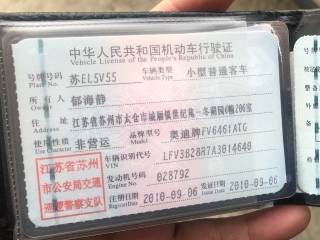 中华人民共和国机动车行驶证
Vehicle License of the People's Republic of China
号牌号码 苏EL5V55 车辆类型 小型普通客车
Plate No. Vehicle Type
所有人 郁海静
Owner
住址 江苏省苏州市太仓市城厢镇世纪苑
Address
使用性质 非营运 品牌型号 奥迪牌FV6461ATG
Use Character Model
江苏省苏州 车辆识别代号 LFV3B28R7A3014640
VIN
市公安局交通 发动机号码 028792
Engine No.
巡逻警察支队 注册日期 2010-09-06 发证日期 2010-09-06
Register Date Issue Date